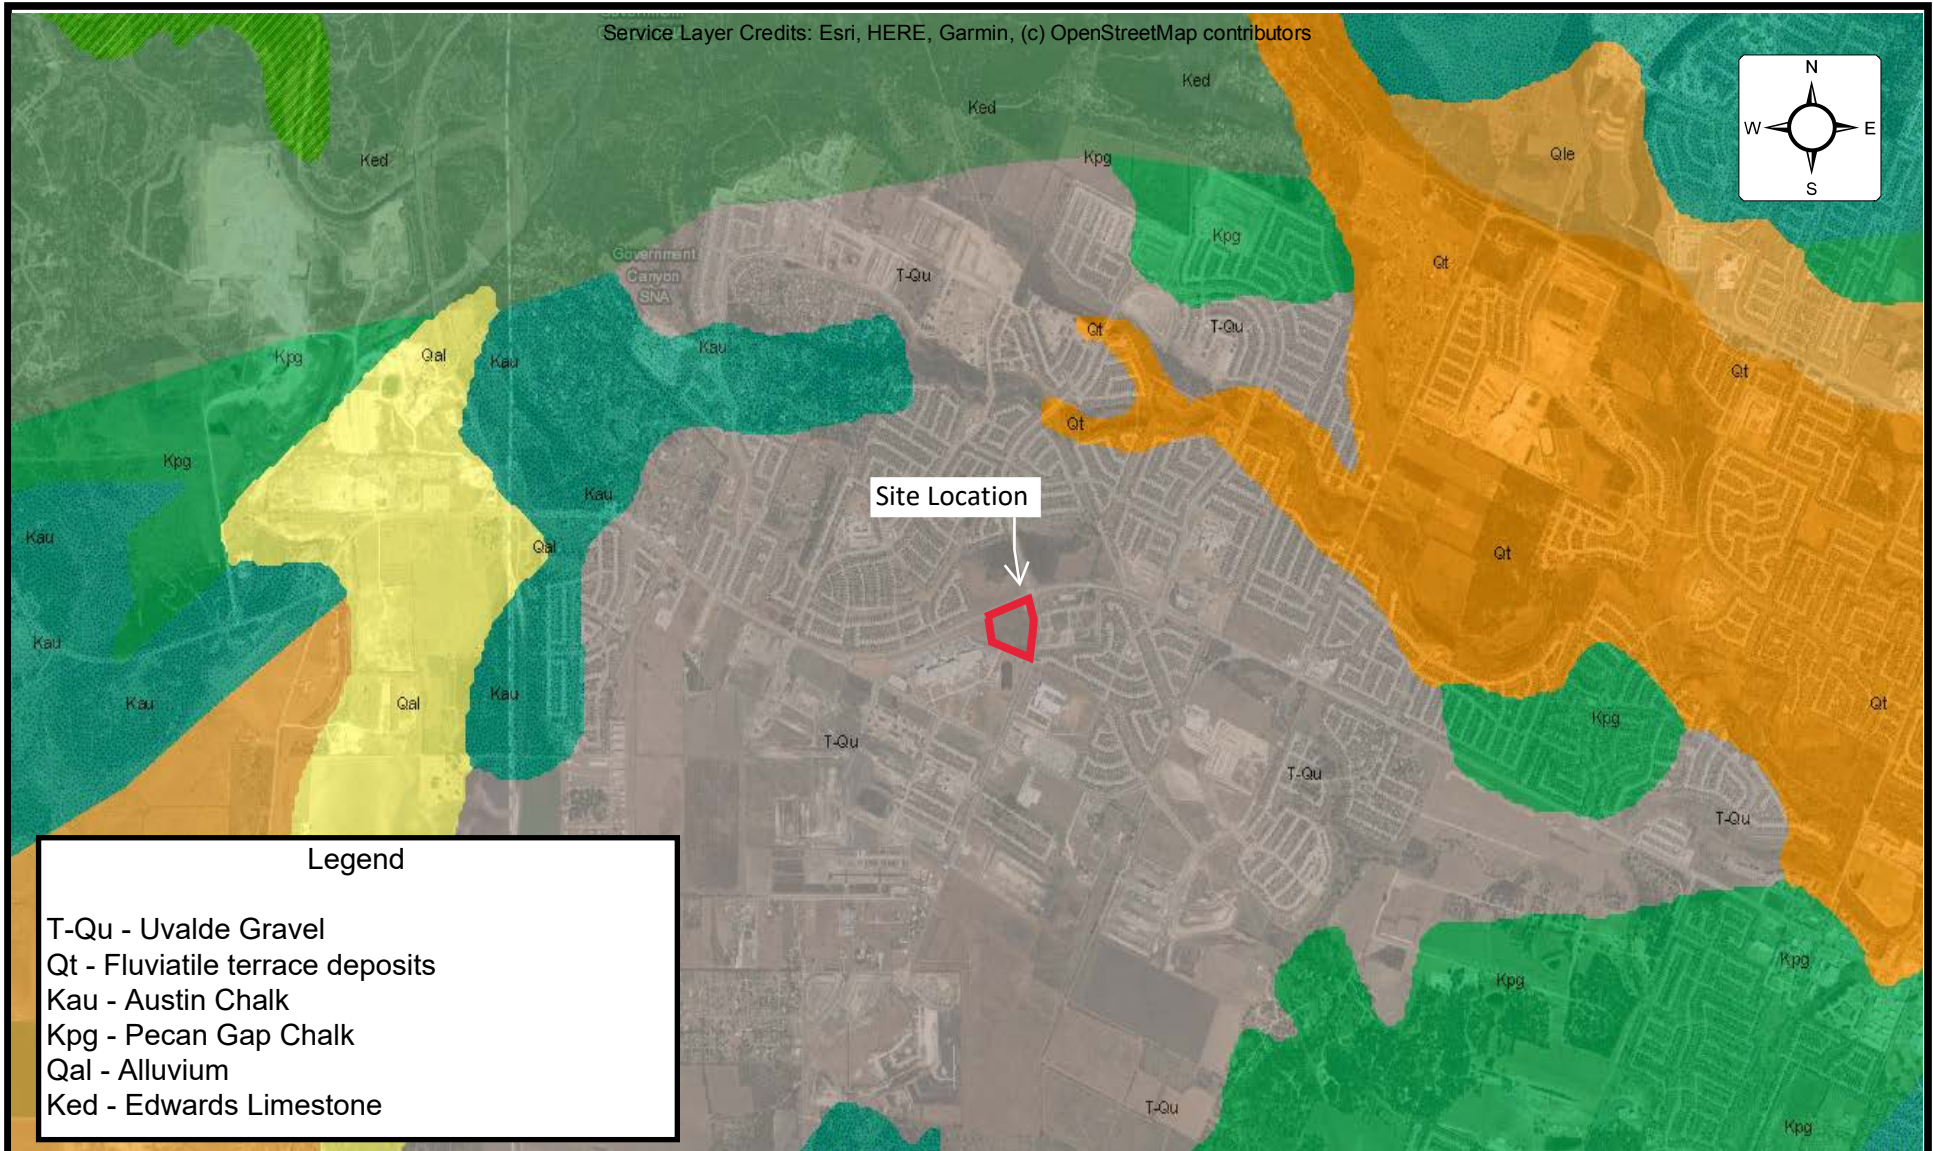 Service Layer Credits: Esri, HERE, Garmin, (c) OpenStreetMap contributors
N
W E
S
Ked
Ked
Ked
Kpg
Qle
Kpg
Government
Canyon
SNA
T-Qu
Qt
Qt
T-Qu
Kpg
Qal
Kau
Kau
Qt
Qt
Kpg
Kau
Site Location
Kau
Qal
Qt
Kau
Kau
Qal
Kau
Qt
Kpg
T-Qu
T-Qu
T-Qu
Kpg
Kpg
T-Qu
Kpg
Legend
T-Qu - Uvalde Gravel
Qt - Fluviatile terrace deposits
Kau - Austin Chalk
Kpg - Pecan Gap Chalk
Qal - Alluvium
Ked - Edwards Limestone